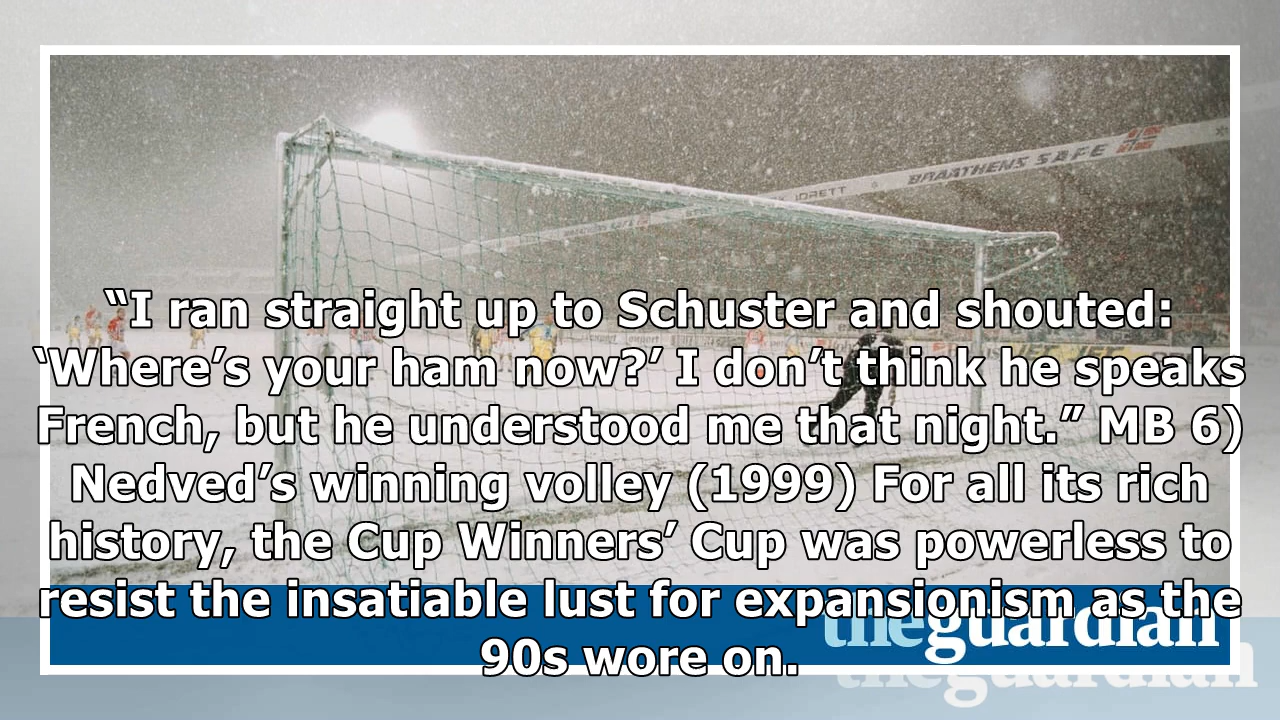 BRAATHENS SAFE
IDRETT
“I ran straight up to Schuster and shouted:
‘Where’s your ham now?’ I don’t think he speaks
French, but he understood me that night.” MB 6)
Nedved’s winning volley (1999) For all its rich
history, the Cup Winners’ Cup was powerless to
resist the insatiable lust for expansionism as the
90s wore on.
theguardian
theguardian